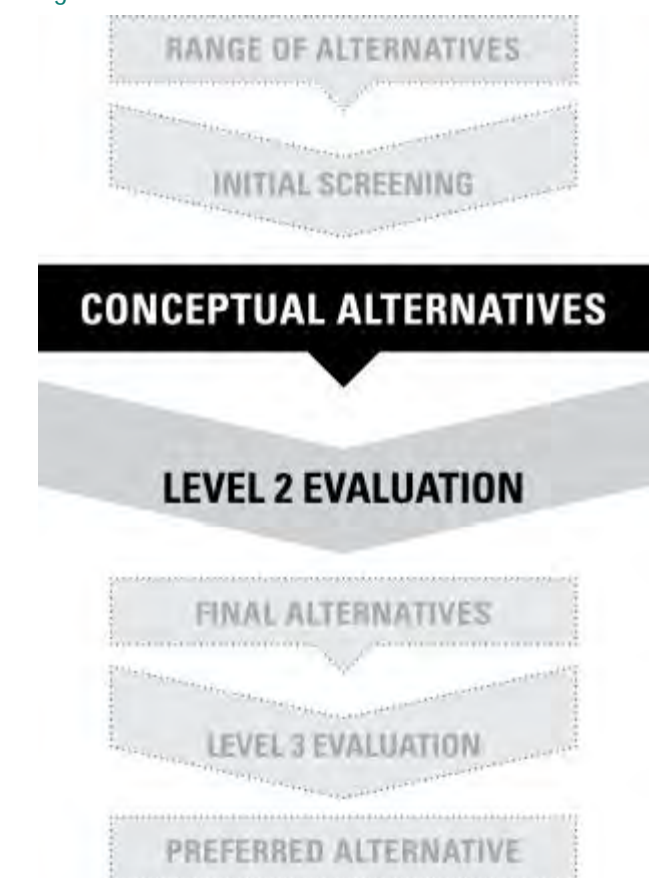 RANGE OF ALTERNATIVES
INITIAL SCREENING
CONCEPTUAL ALTERNATIVES
LEVEL 2 EVALUATION
FINAL ALTERNATIVES
LEVEL 3 EVALUATION
PREFERRED ALTERNATIVE